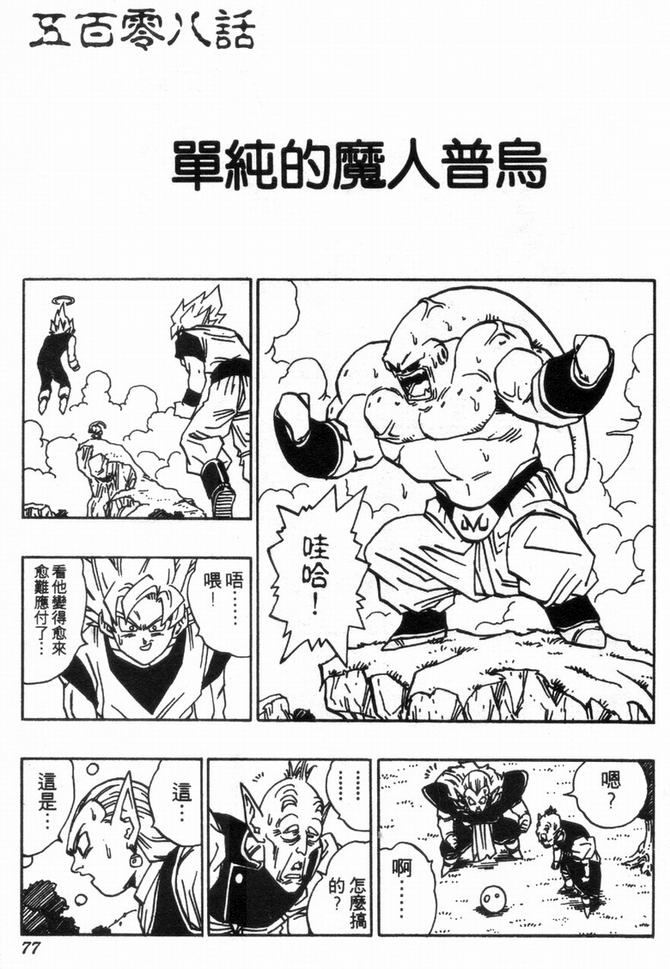 五百零八話
單純的魔人普烏
哇哈！
唔……
喂！
看他變得愈來
愈難應付了…
嗯？
啊……
……
怎麼搞
的？
這…
這是…
77